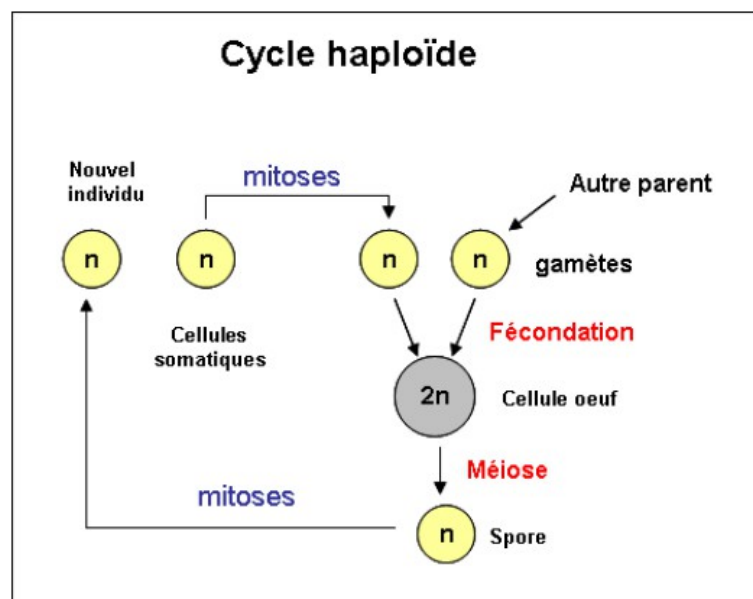 Cycle haploïde
Nouvel
individu
mitoses
Autre parent
n
n
n
n
gamètes
Cellules
somatiques
Fécondation
2n
Cellule oeuf
Méiose
mitoses
n
Spore